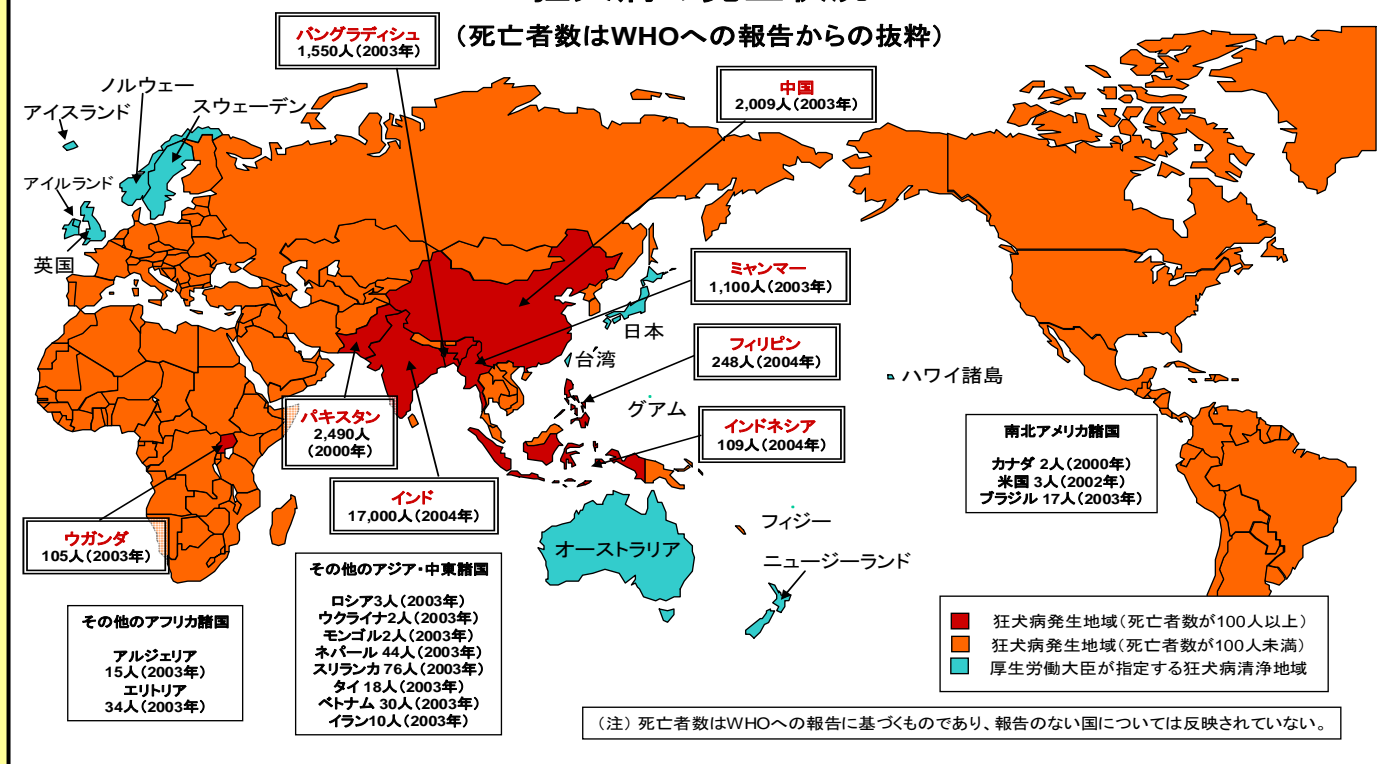 （死亡者数はWHOへの報告からの抜粋）
バングラディシュ
1,550人（2003年）
中国
2,009人（2003年）
ノルウェー
スウェーデン
アイスランド
アイルランド
英国
ミャンマー
1,100人（2003年）
日本
台湾
フィリピン
248人（2004年）
ハワイ諸島
グアム
パキスタン
2,490人
（2000年）
インドネシア
109人（2004年）
南北アメリカ諸国
カナダ 2人（2000年）
米国 3人（2002年）
ブラジル 17人（2003年）
インド
17,000人（2004年）
ウガンダ
105人（2003年）
フィジー
オーストラリア
ニュージーランド
その他のアジア・中東諸国
ロシア3人（2003年）
ウクライナ2人（2003年）
モンゴル2人（2003年）
ネパール 44人（2003年）
スリランカ 76人（2003年）
タイ 18人（2003年）
ベトナム 30人（2003年）
イラン10人（2003年）
その他のアフリカ諸国
アルジェリア
15人（2003年）
エリトリア
34人（2003年）
狂犬病発生地域（死亡者数が100人以上）
狂犬病発生地域（死亡者数が100人未満）
厚生労働大臣が指定する狂犬病清浄地域
（注） 死亡者数はWHOへの報告に基づくものであり、報告のない国については反映されていない。